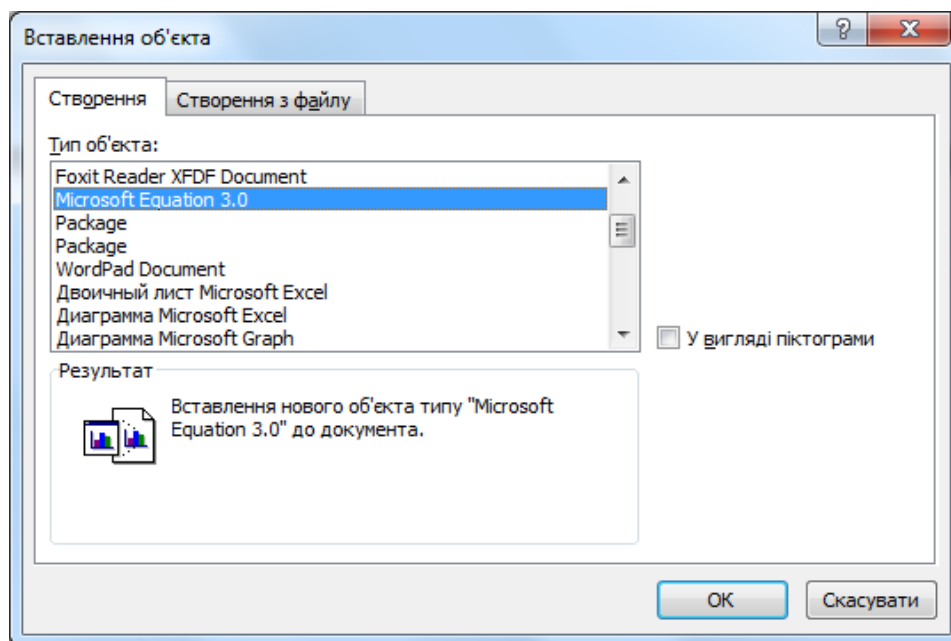 Вставлення об'єкта
Створення
Створення з файлу
Тип об'єкта:
Foxit Reader XFDF Document
Microsoft Equation 3.0
Package
Package
WordPad Document
Двоичный лист Microsoft Excel
Диаграмма Microsoft Excel
Диаграмма Microsoft Graph
У вигляді піктограми
Результат
Вставлення нового об'єкта типу "Microsoft
Equation 3.0" до документа.
ОК
Скасувати